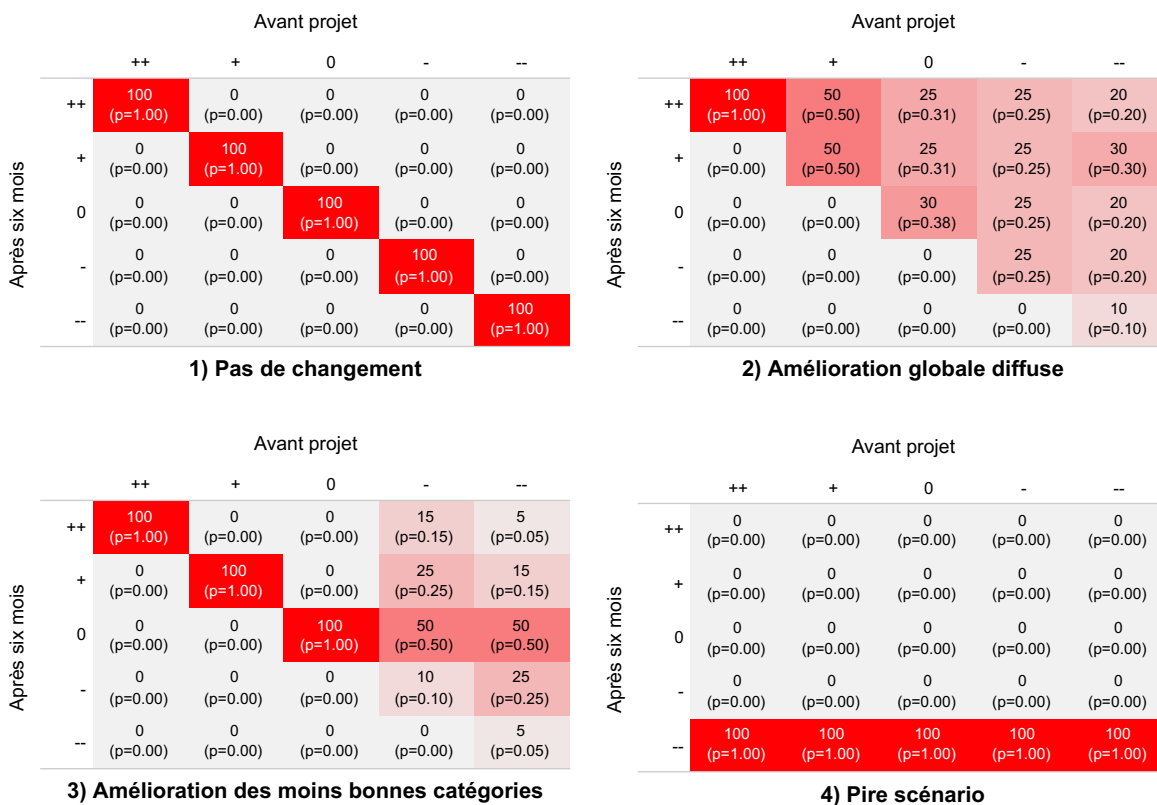 Avant projet
++ + 0 - --
Après six mois
++ 100 0 0 0 0
(p=1.00) (p=0.00) (p=0.00) (p=0.00) (p=0.00)
+ 0 100 0 0 0
(p=0.00) (p=1.00) (p=0.00) (p=0.00) (p=0.00)
0 0 0 100 0 0
(p=0.00) (p=0.00) (p=1.00) (p=0.00) (p=0.00)
- 0 0 0 100 0
(p=0.00) (p=0.00) (p=0.00) (p=1.00) (p=0.00)
-- 0 0 0 0 100
(p=0.00) (p=0.00) (p=0.00) (p=0.00) (p=1.00)
1) Pas de changement
Avant projet
++ + 0 - --
Après six mois
++ 100 50 25 25 20
(p=1.00) (p=0.50) (p=0.31) (p=0.25) (p=0.20)
+ 0 50 25 25 30
(p=0.00) (p=0.50) (p=0.31) (p=0.25) (p=0.30)
0 0 0 30 25 20
(p=0.00) (p=0.00) (p=0.38) (p=0.25) (p=0.20)
- 0 0 0 25 20
(p=0.00) (p=0.00) (p=0.00) (p=0.25) (p=0.20)
-- 0 0 0 0 10
(p=0.00) (p=0.00) (p=0.00) (p=0.00) (p=0.10)
2) Amélioration globale diffuse
Avant projet
++ + 0 - --
Après six mois
++ 100 0 0 15 5
(p=1.00) (p=0.00) (p=0.00) (p=0.15) (p=0.05)
+ 0 100 0 25 15
(p=0.00) (p=1.00) (p=0.00) (p=0.25) (p=0.15)
0 0 0 100 50 50
(p=0.00) (p=0.00) (p=1.00) (p=0.50) (p=0.50)
- 0 0 0 10 25
(p=0.00) (p=0.00) (p=0.00) (p=0.10) (p=0.25)
-- 0 0 0 0 5
(p=0.00) (p=0.00) (p=0.00) (p=0.00) (p=0.05)
3) Amélioration des moins bonnes catégories
Avant projet
++ + 0 - --
Après six mois
++ 0 0 0 0 0
(p=0.00) (p=0.00) (p=0.00) (p=0.00) (p=0.00)
+ 0 0 0 0 0
(p=0.00) (p=0.00) (p=0.00) (p=0.00) (p=0.00)
0 0 0 0 0 0
(p=0.00) (p=0.00) (p=0.00) (p=0.00) (p=0.00)
- 0 0 0 0 0
(p=0.00) (p=0.00) (p=0.00) (p=0.00) (p=0.00)
-- 100 100 100 100 100
(p=1.00) (p=1.00) (p=1.00) (p=1.00) (p=1.00)
4) Pire scénario